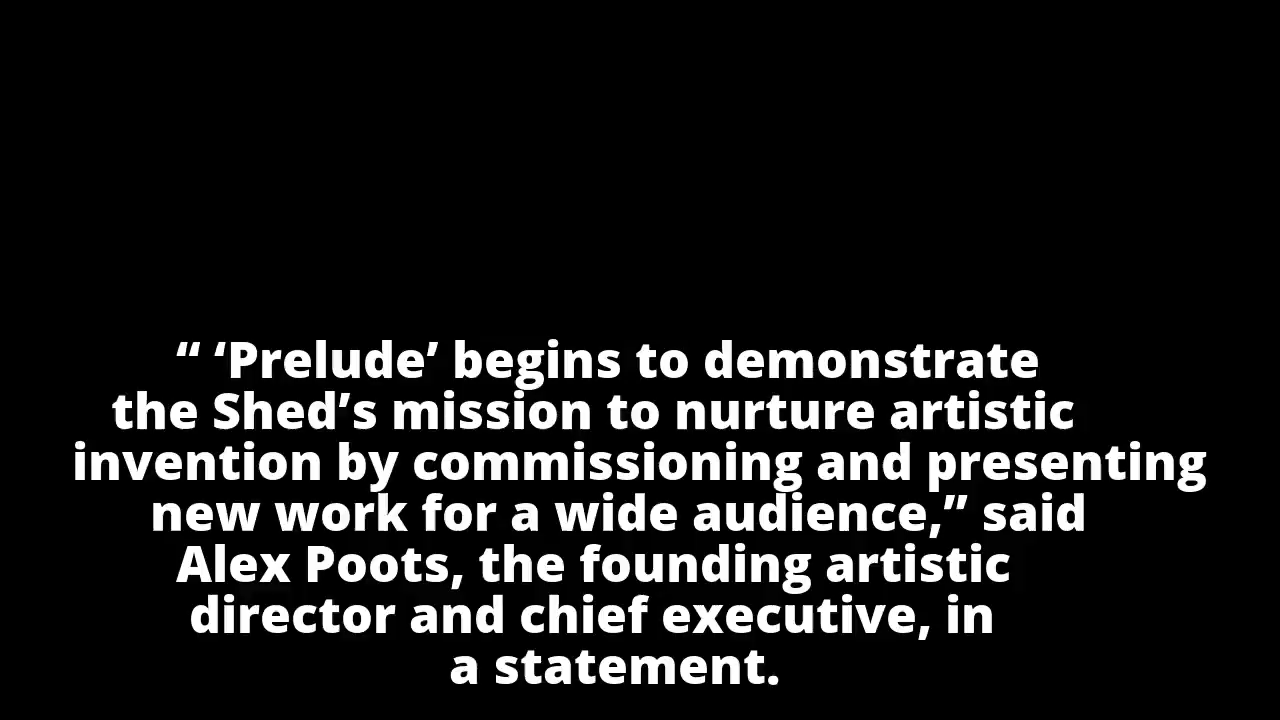 “ ‘Prelude’ begins to demonstrate
the Shed’s mission to nurture artistic
invention by commissioning and presenting
new work for a wide audience,” said
Alex Poots, the founding artistic
director and chief executive, in
a statement.